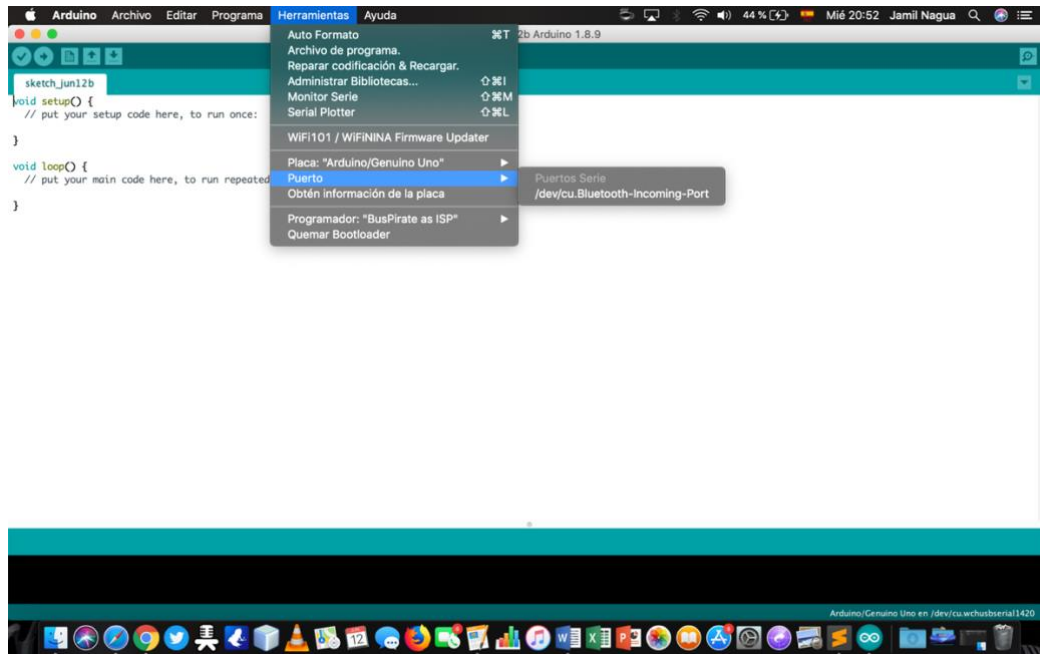 Arduino Archivo Editar Programa Herramientas Ayuda 44 % Mié 20:52 Jamil Nagua
2b Arduino 1.8.9
sketch_jun12b
void setup() {
// put your setup code here, to run once:
}
void loop() {
// put your main code here, to run repeated
}
Auto Formato ⌘T
Archivo de programa.
Reparar codificación & Recargar.
Administrar Bibliotecas... ⇧⌘I
Monitor Serie ⇧⌘M
Serial Plotter ⇧⌘L
WiFi101 / WiFiNINA Firmware Updater
Placa: "Arduino/Genuino Uno"
Puerto
Obtén información de la placa
Programador: "BusPirate as ISP"
Quemar Bootloader
Puertos Serie
/dev/cu.Bluetooth-Incoming-Port
Arduino/Genuino Uno en /dev/cu.wchusbserial1420
12